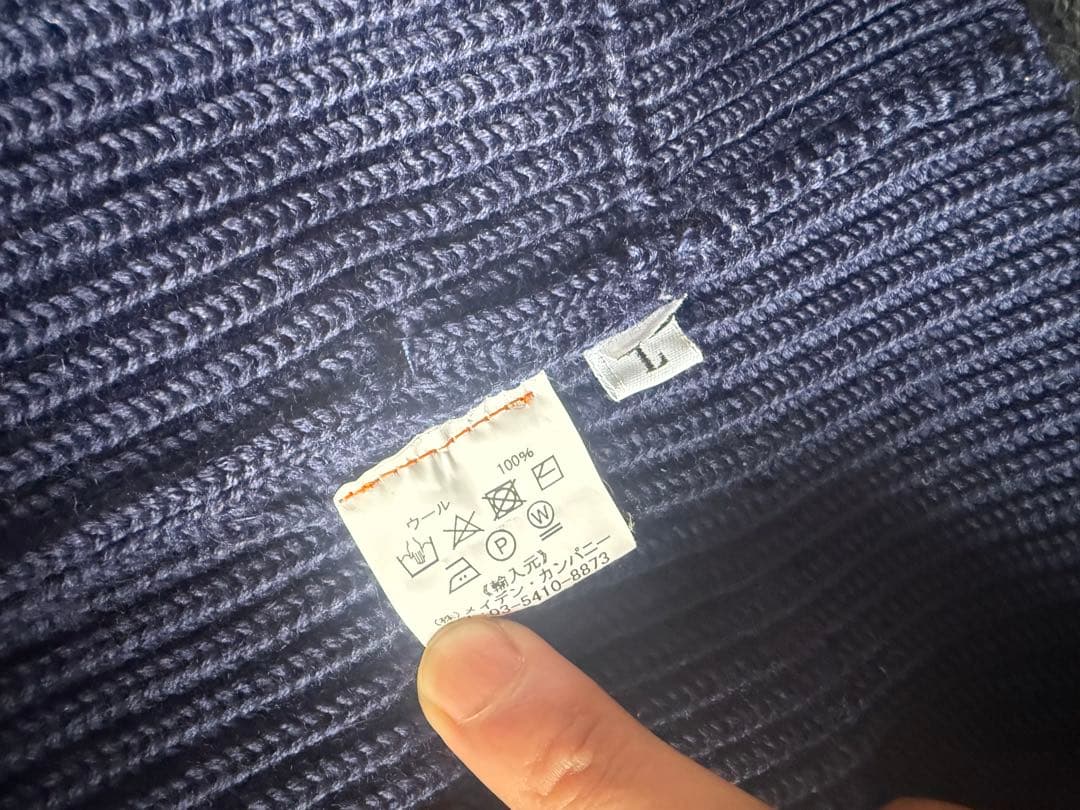 L
ウール 100%
P W
《輸入元》
(株)メイデン・カンパニー
03-5410-8873